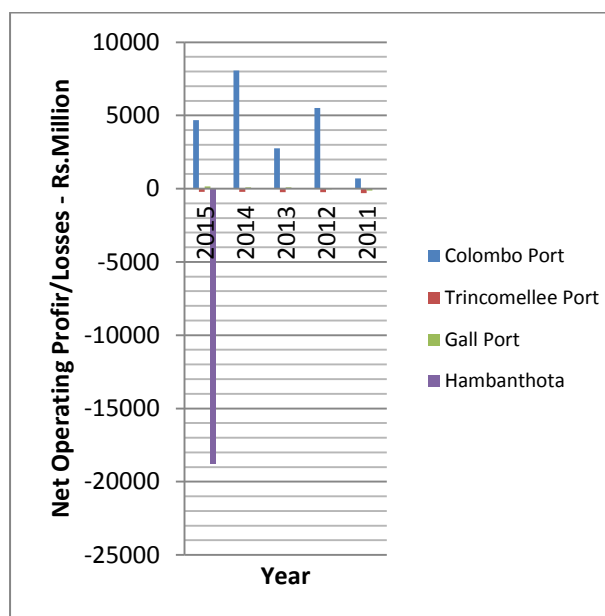 Net Operating Profir/Losses - Rs.Million
10000
5000
0
-5000
-10000
-15000
-20000
-25000
2015
2014
2013
2012
2011
Year
Colombo Port
Trincomellee Port
Gall Port
Hambanthota